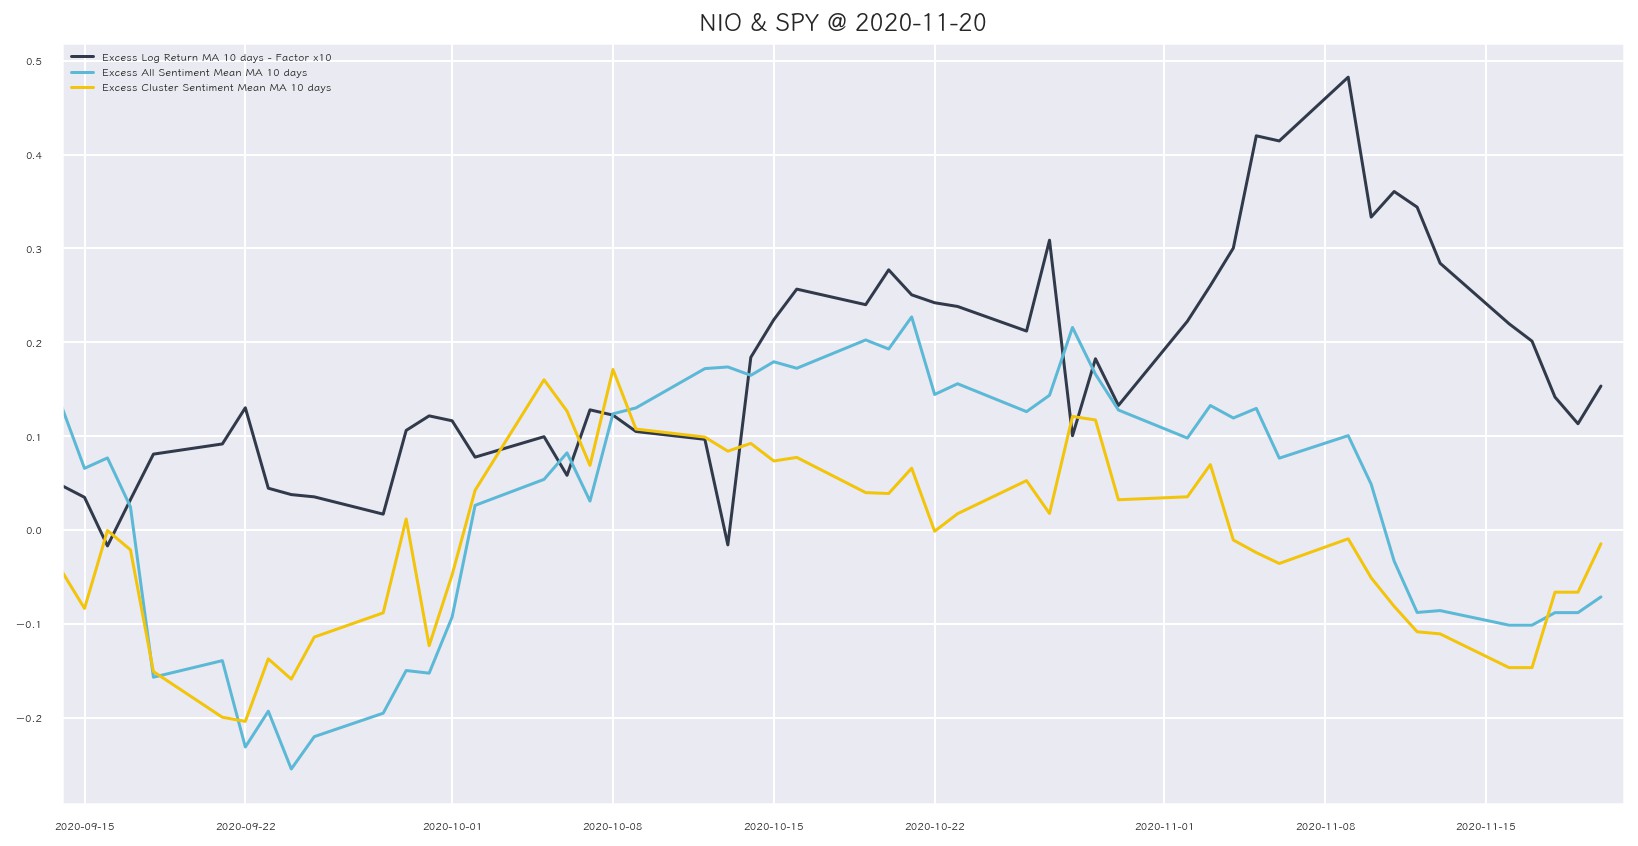 NIO & SPY @ 2020-11-20
Excess Log Return MA 10 days - Factor x10
Excess All Sentiment Mean MA 10 days
Excess Cluster Sentiment Mean MA 10 days
0.5
0.4
0.3
0.2
0.1
0.0
−0.1
−0.2
2020-09-15 2020-09-22 2020-10-01 2020-10-08 2020-10-15 2020-10-22 2020-11-01 2020-11-08 2020-11-15